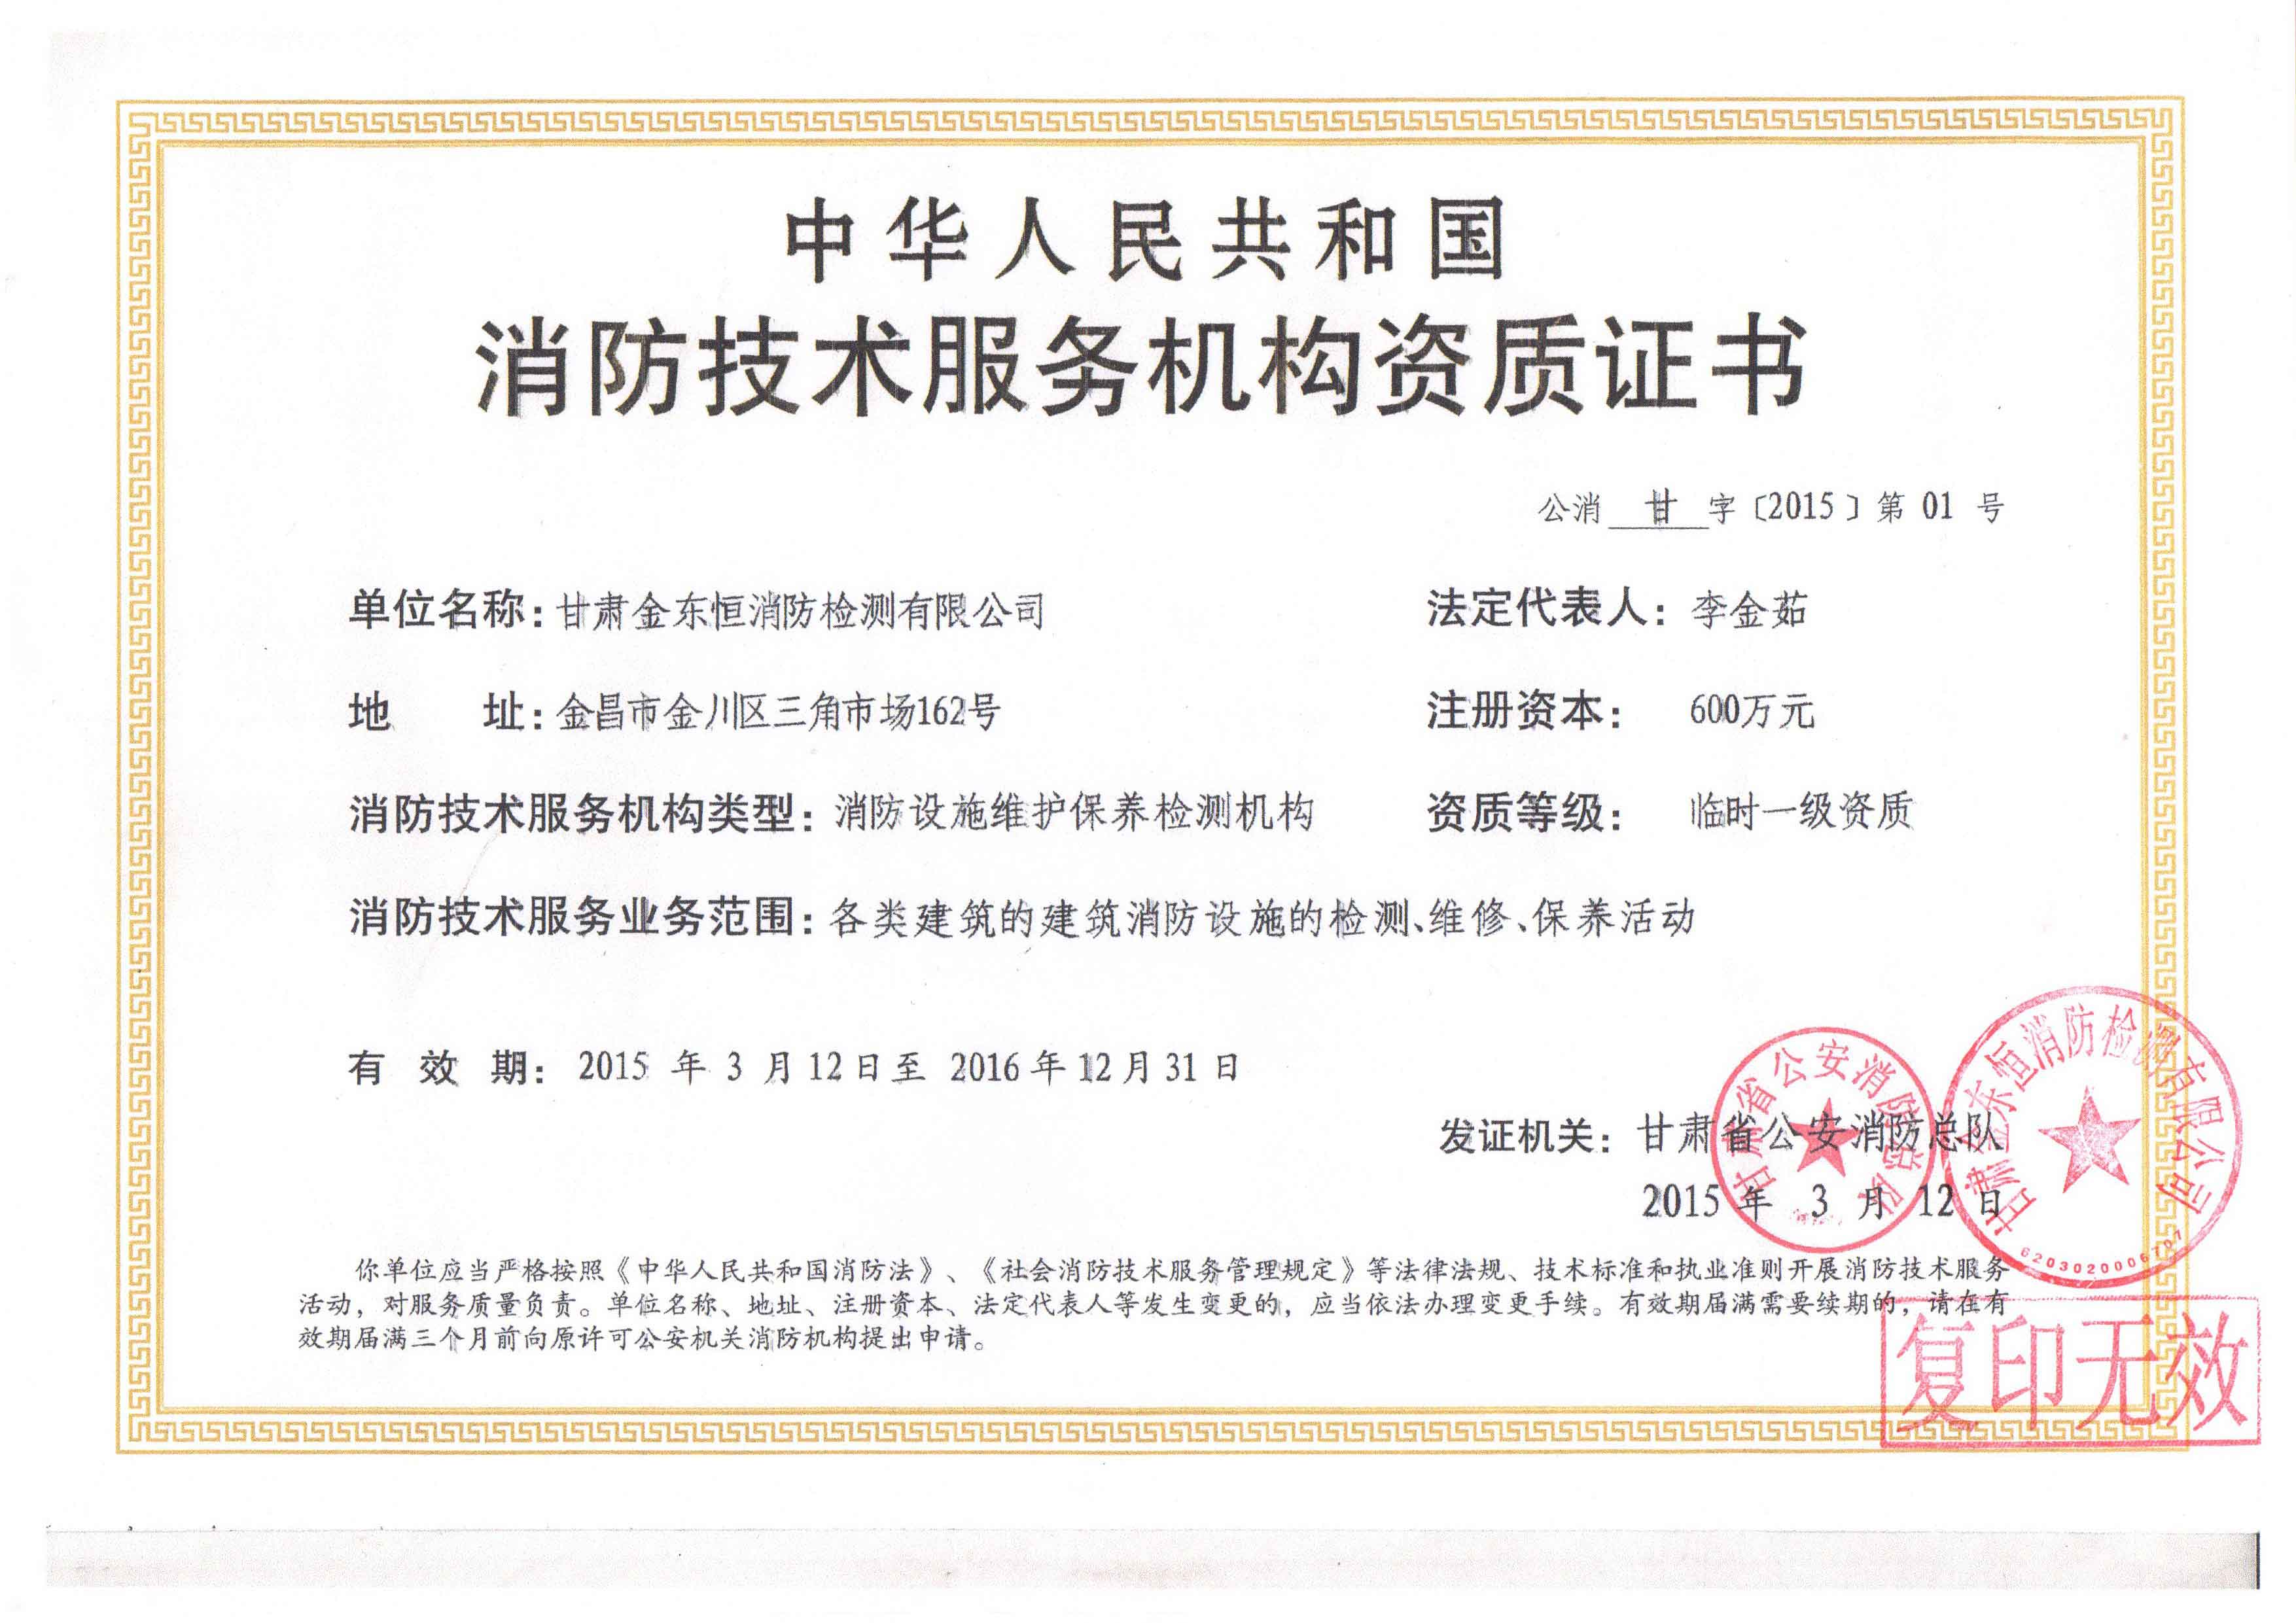 中华人民共和国
消防技术服务机构资质证书
公消 甘 字〔2015〕第 01 号
单位名称：甘肃金东恒消防检测有限公司 法定代表人：李金茹
地 址：金昌市金川区三角市场162号 注册资本： 600万元
消防技术服务机构类型：消防设施维护保养检测机构 资质等级： 临时一级资质
消防技术服务业务范围：各类建筑的建筑消防设施的检测、维修、保养活动
有 效 期： 2015 年 3 月 12 日至 2016 年 12 月 31 日
发证机关：甘肃省公安消防总队
2015 年 3 月 12 日
甘肃省公安消防总队
甘肃金东恒消防检测有限公司
6203020006707
你单位应当严格按照《中华人民共和国消防法》、《社会消防技术服务管理规定》等法律法规、技术标准和执业准则开展消防技术服务
活动，对服务质量负责。单位名称、地址、注册资本、法定代表人等发生变更的，应当依法办理变更手续。有效期届满需要续期的，请在有
效期届满三个月前向原许可公安机关消防机构提出申请。
复印无效